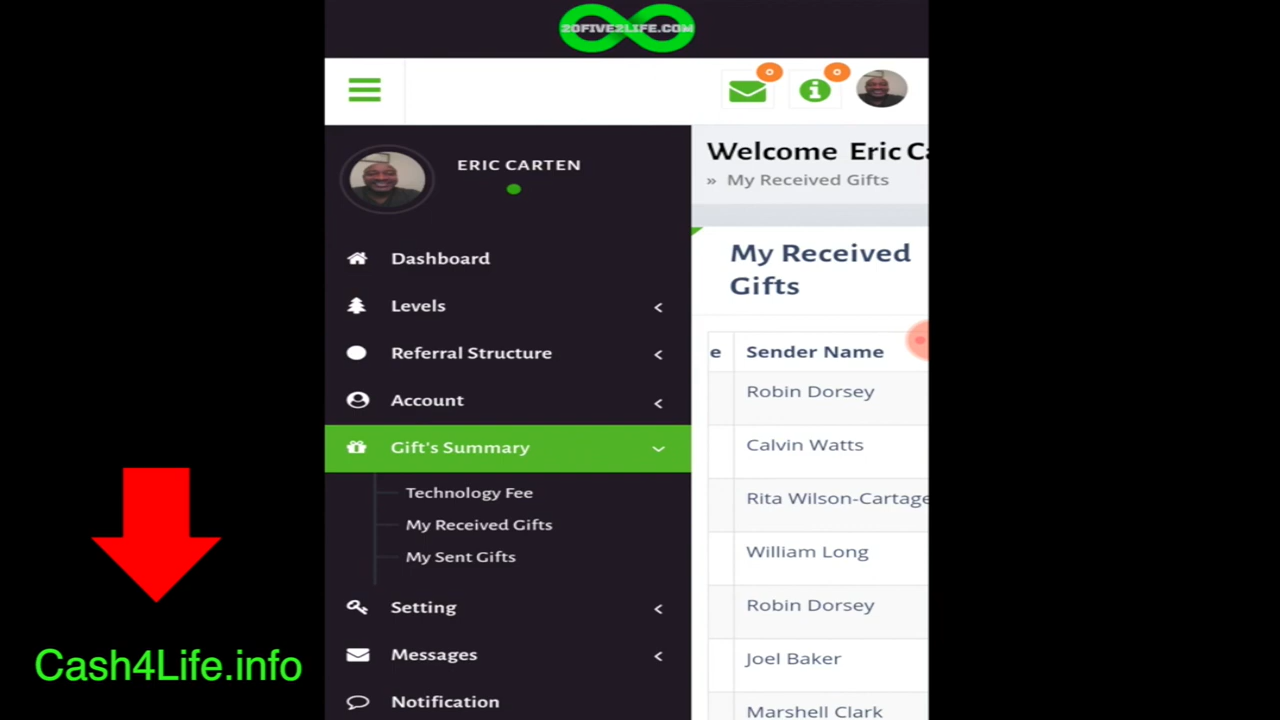 20FIVE2LIFE.COM
0
0
ERIC CARTEN
Welcome Eric Ca
» My Received Gifts
Dashboard
Levels
Referral Structure
Account
Gift's Summary
Technology Fee
My Received Gifts
My Sent Gifts
Setting
Messages
Notification
My Received
Gifts
e Sender Name
Robin Dorsey
Calvin Watts
Rita Wilson-Cartage
William Long
Robin Dorsey
Joel Baker
Marshell Clark
Cash4Life.info